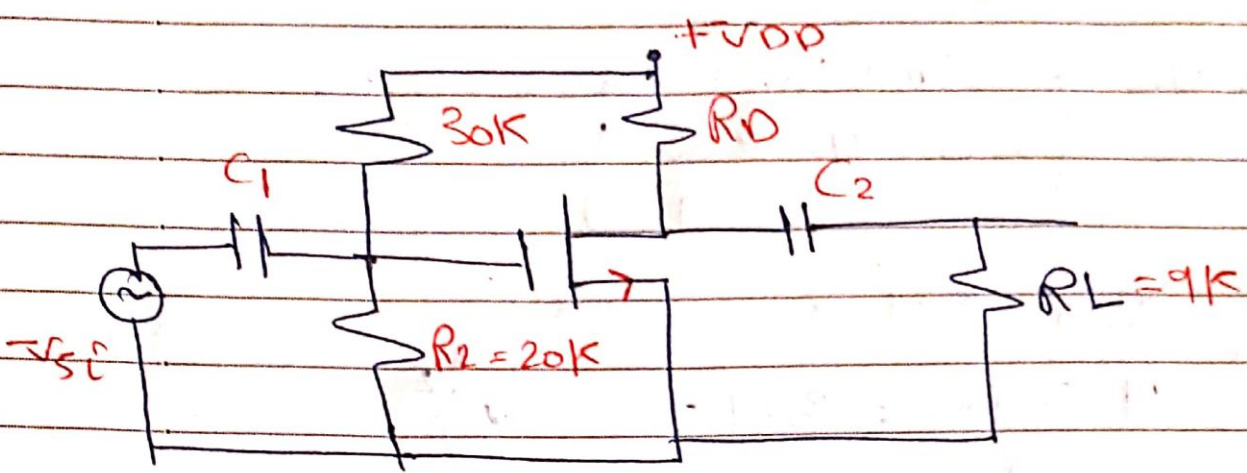 +VDD
30K
RD
C1
C2
RL=9K
R2=20K
Vsi